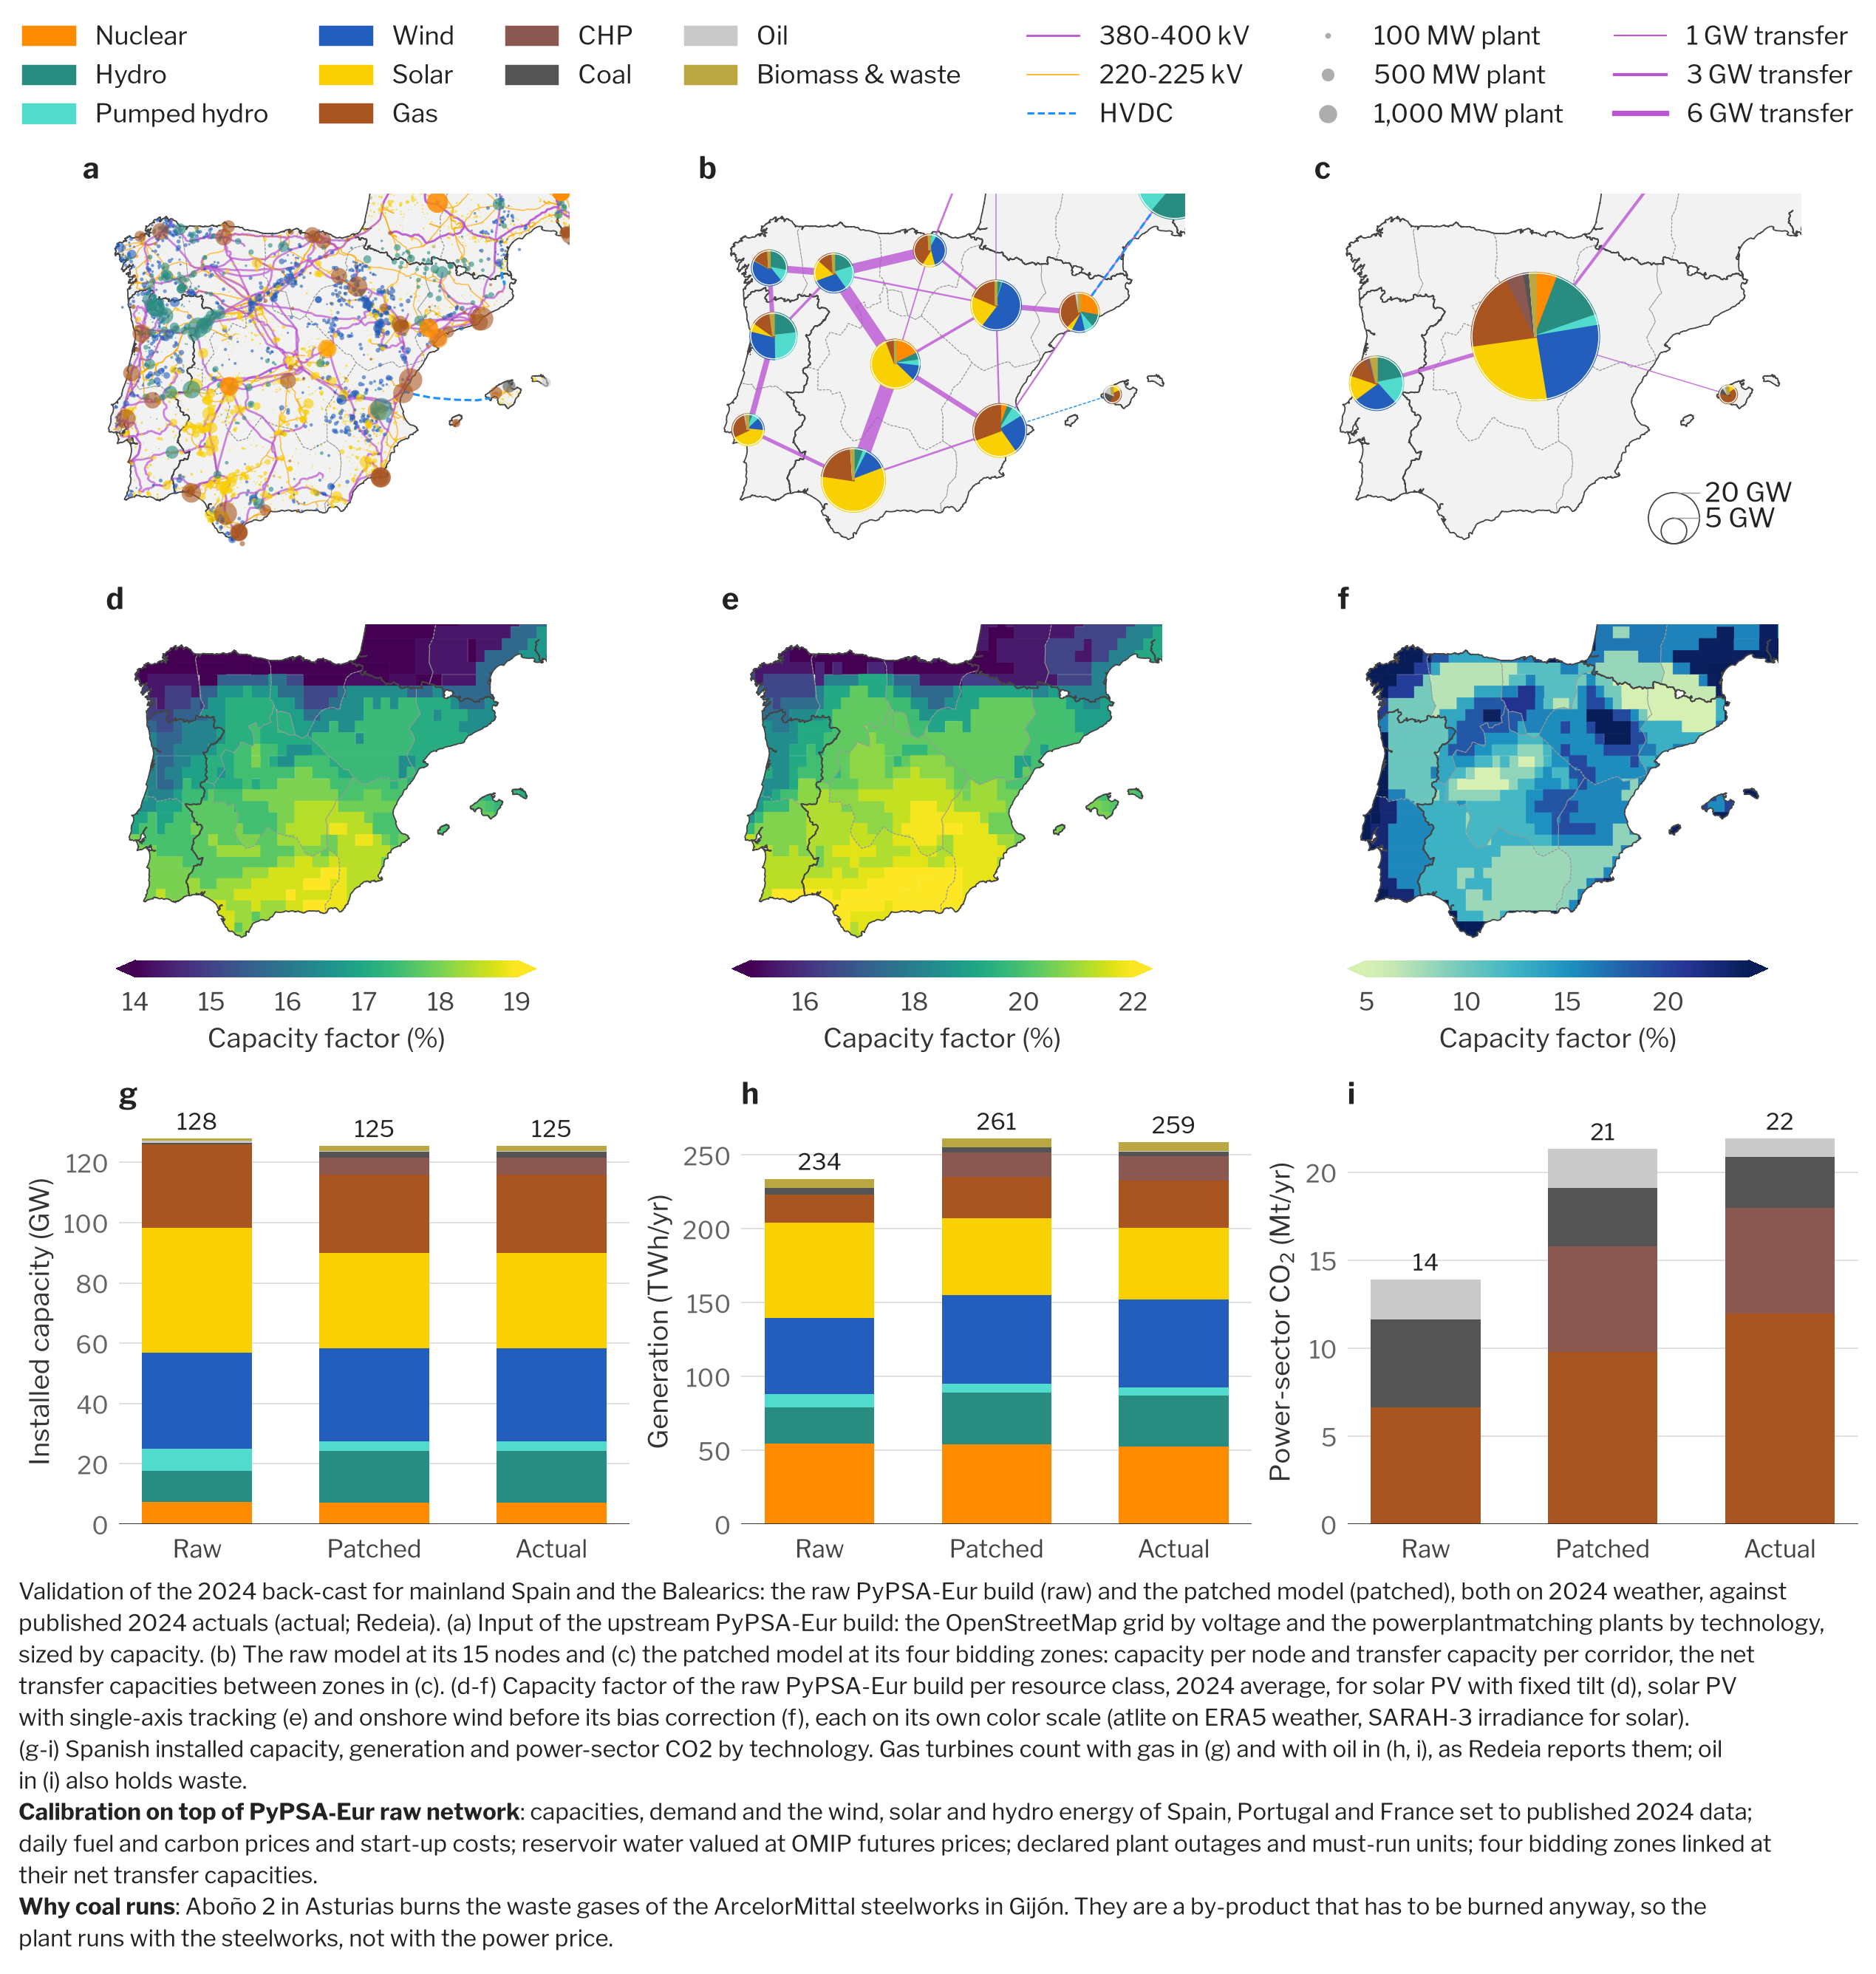 Nuclear
Hydro
Pumped hydro
Wind
Solar
Gas
CHP
Coal
Oil
Biomass & waste
380-400 kV
220-225 kV
HVDC
100 MW plant
500 MW plant
1,000 MW plant
1 GW transfer
3 GW transfer
6 GW transfer
a
b
c
20 GW
5 GW
d
e
f
14 15 16 17 18 19
Capacity factor (%)
16 18 20 22
Capacity factor (%)
5 10 15 20
Capacity factor (%)
g
128
125
125
120
100
80
60
40
20
0
Installed capacity (GW)
Raw
Patched
Actual
h
234
261
259
250
200
150
100
50
0
Generation (TWh/yr)
Raw
Patched
Actual
i
14
21
22
20
15
10
5
0
Power-sector CO₂ (Mt/yr)
Raw
Patched
Actual
Validation of the 2024 back-cast for mainland Spain and the Balearics: the raw PyPSA-Eur build (raw) and the patched model (patched), both on 2024 weather, against
published 2024 actuals (actual; Redeia). (a) Input of the upstream PyPSA-Eur build: the OpenStreetMap grid by voltage and the powerplantmatching plants by technology,
sized by capacity. (b) The raw model at its 15 nodes and (c) the patched model at its four bidding zones: capacity per node and transfer capacity per corridor, the net
transfer capacities between zones in (c). (d-f) Capacity factor of the raw PyPSA-Eur build per resource class, 2024 average, for solar PV with fixed tilt (d), solar PV
with single-axis tracking (e) and onshore wind before its bias correction (f), each on its own color scale (atlite on ERA5 weather, SARAH-3 irradiance for solar).
(g-i) Spanish installed capacity, generation and power-sector CO2 by technology. Gas turbines count with gas in (g) and with oil in (h, i), as Redeia reports them; oil
in (i) also holds waste.
Calibration on top of PyPSA-Eur raw network: capacities, demand and the wind, solar and hydro energy of Spain, Portugal and France set to published 2024 data;
daily fuel and carbon prices and start-up costs; reservoir water valued at OMIP futures prices; declared plant outages and must-run units; four bidding zones linked at
their net transfer capacities.
Why coal runs: Aboño 2 in Asturias burns the waste gases of the ArcelorMittal steelworks in Gijón. They are a by-product that has to be burned anyway, so the
plant runs with the steelworks, not with the power price.